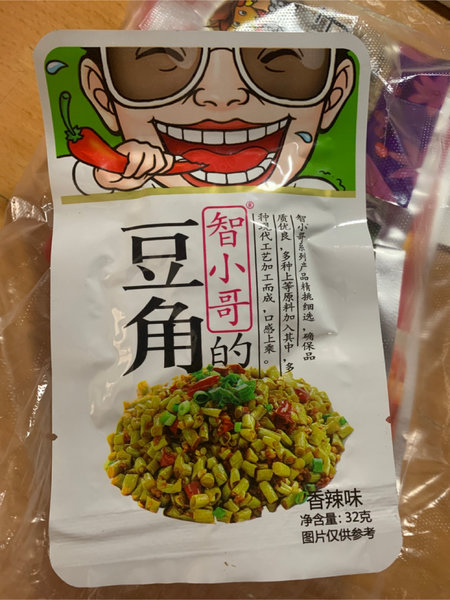 智小哥®的
豆角
智小哥系列产品精挑细选，确保品
质优良，多种上等原料加入其中，多
种现代工艺加工而成，口感上乘。
香辣味
净含量：32克
图片仅供参考